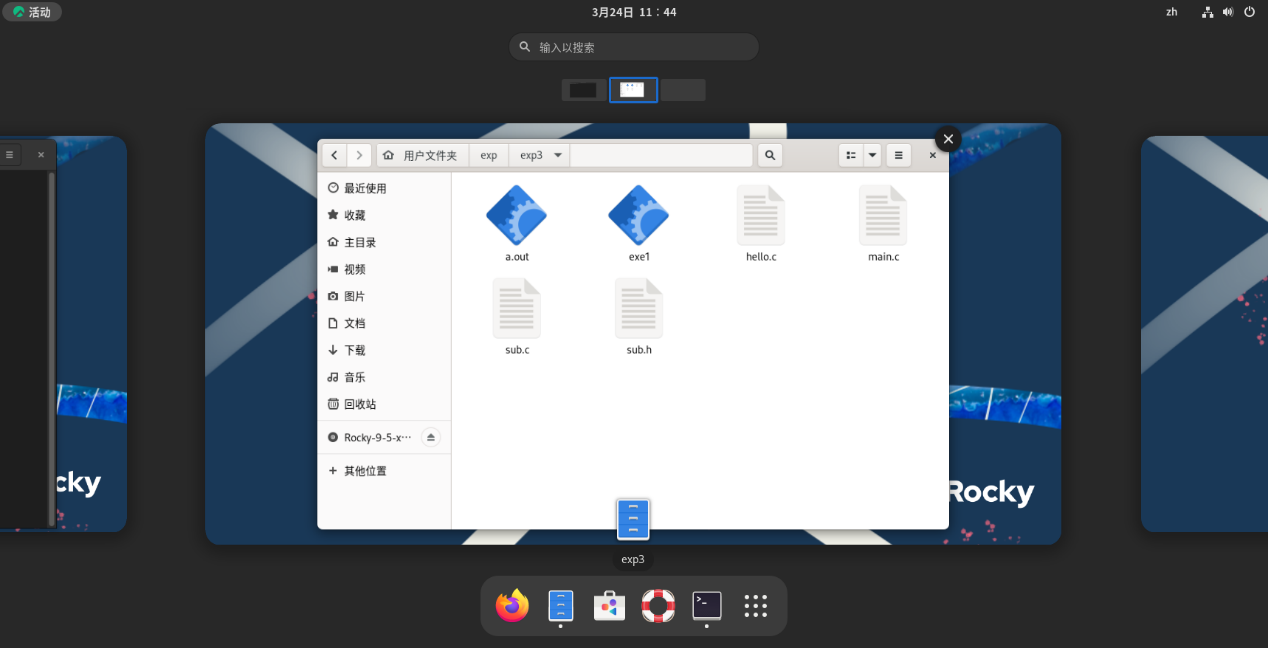 活动
3月24日 11：44
zh
输入以搜索
用户文件夹
exp
exp3
最近使用
收藏
主目录
视频
图片
文档
下载
音乐
回收站
Rocky-9-5-x…
其他位置
a.out
exe1
hello.c
main.c
sub.c
sub.h
cky
Rocky
exp3